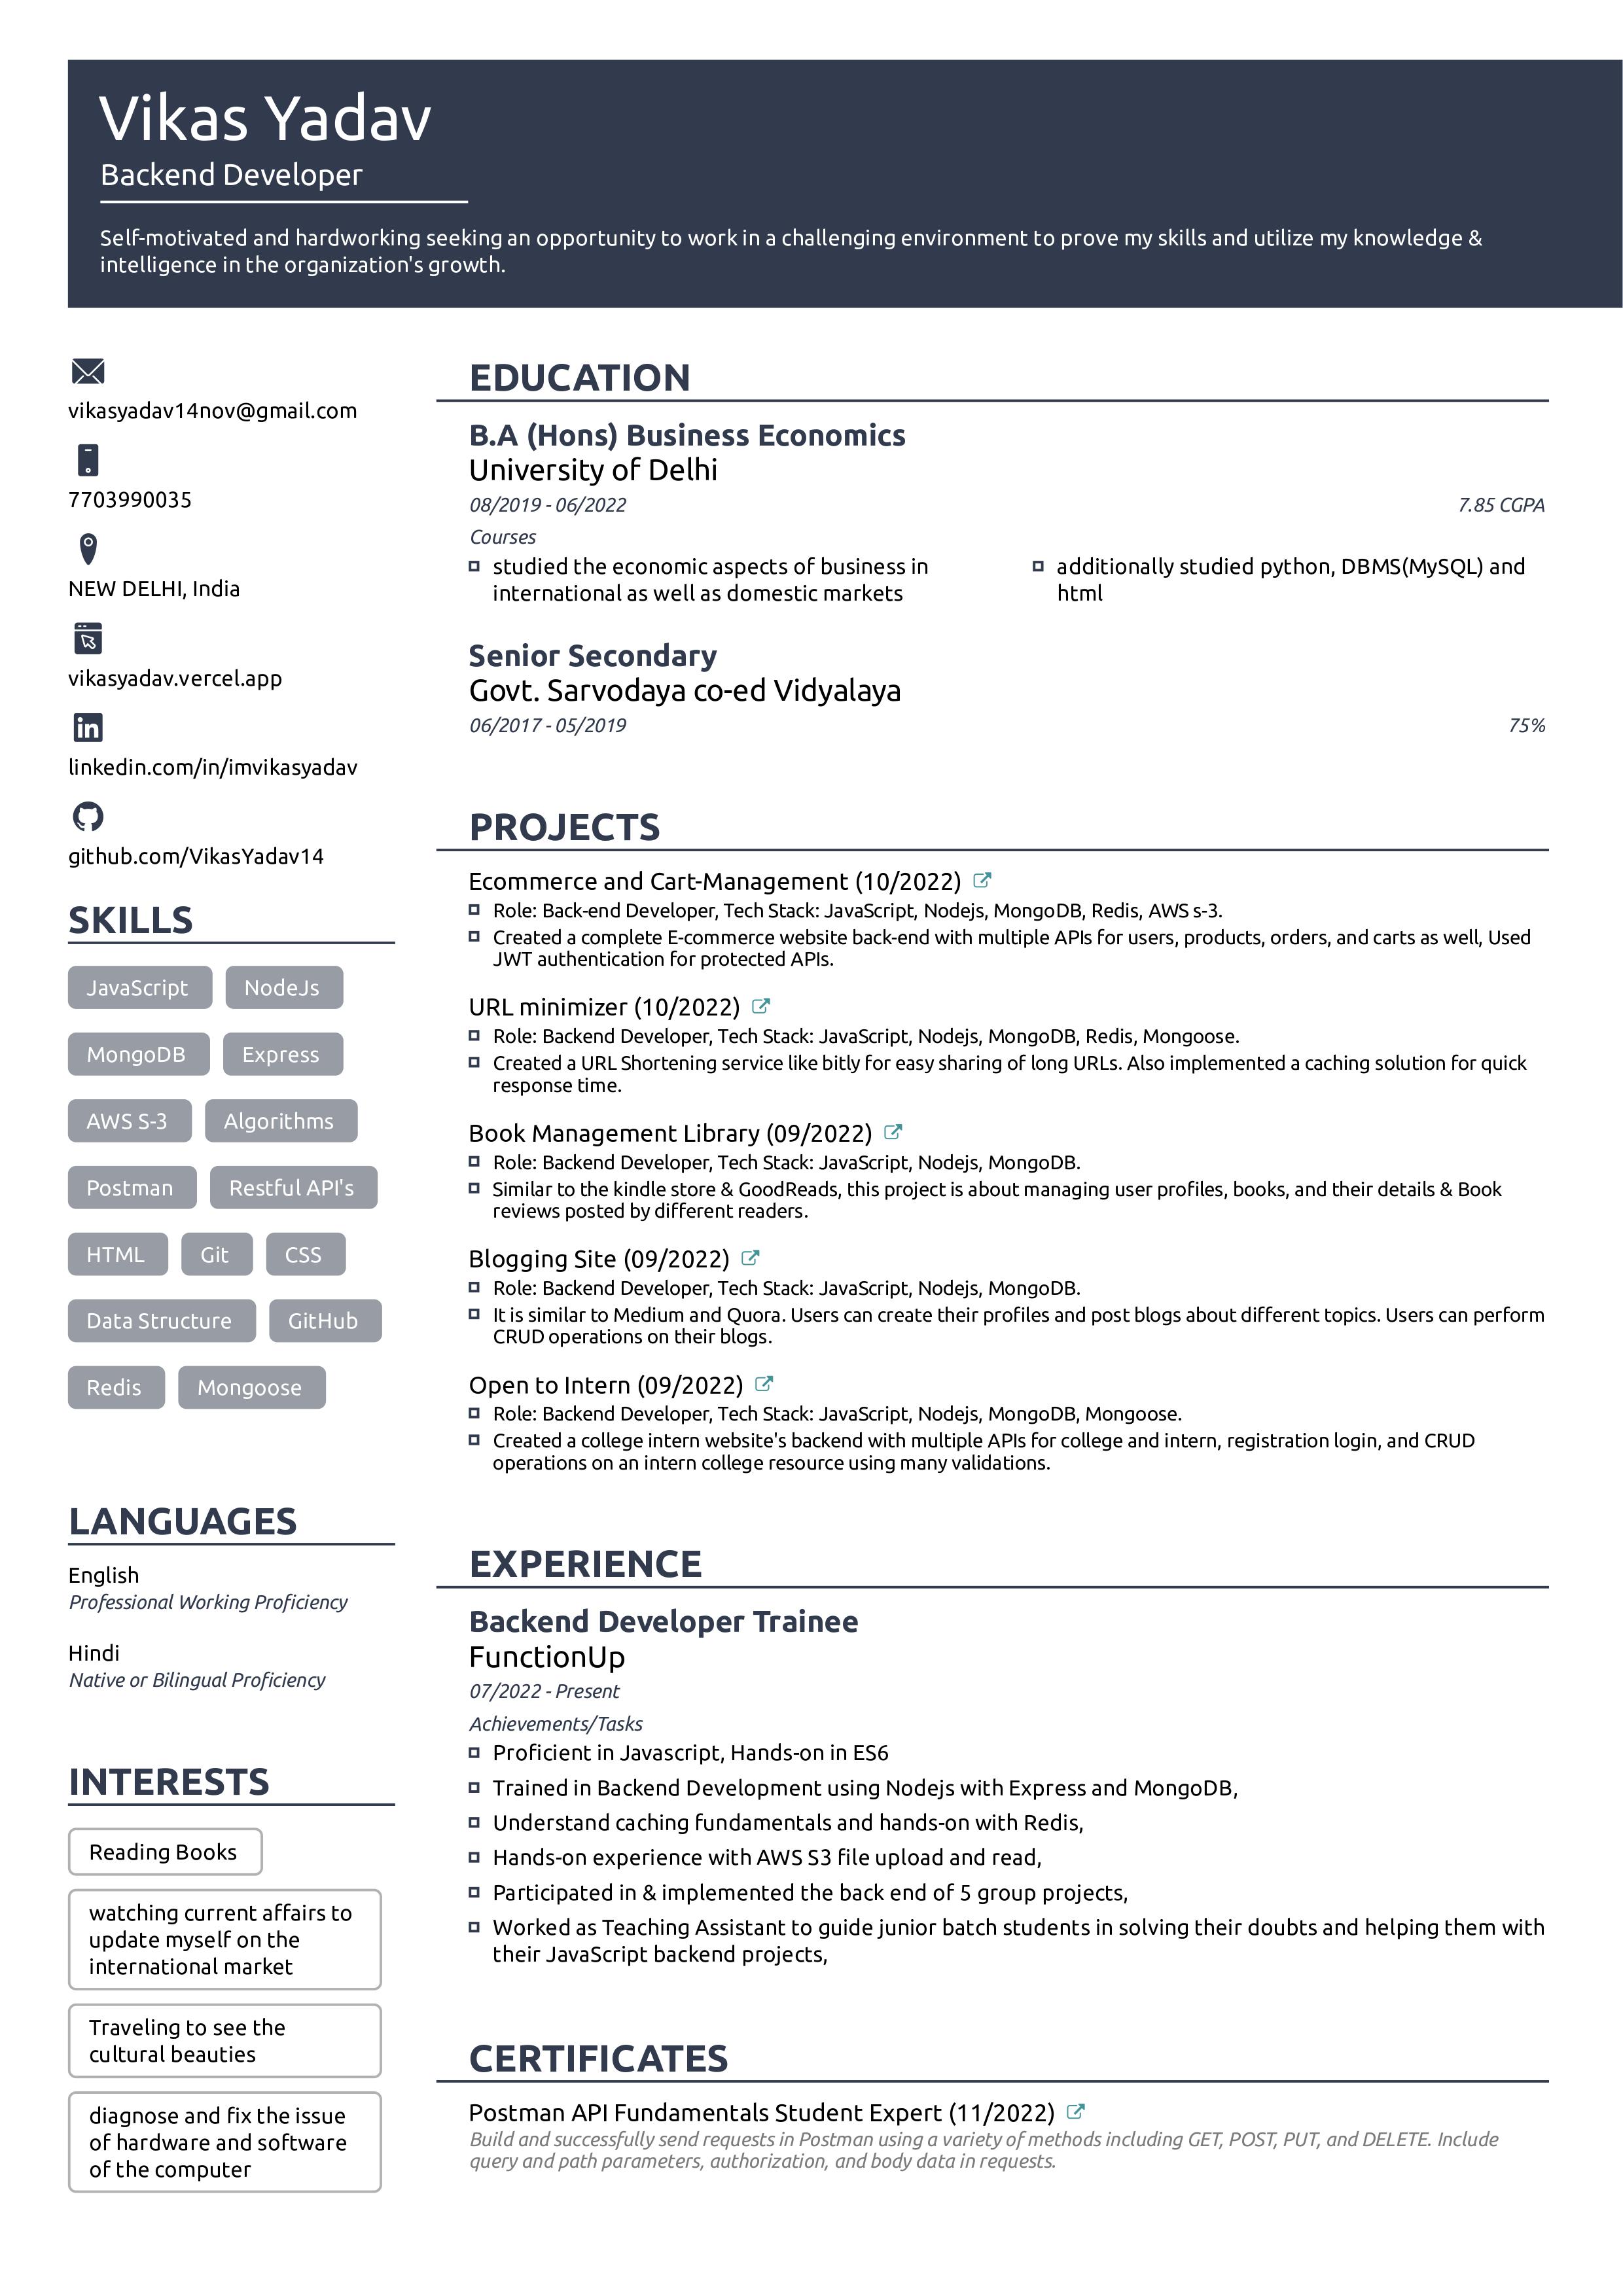 Vikas Yadav
Backend Developer
Self-motivated and hardworking seeking an opportunity to work in a challenging environment to prove my skills and utilize my knowledge &
intelligence in the organization's growth.
vikasyadav14nov@gmail.com
7703990035
NEW DELHI, India
vikasyadav.vercel.app
linkedin.com/in/imvikasyadav
github.com/VikasYadav14
SKILLS
JavaScript NodeJs
MongoDB Express
AWS S-3 Algorithms
Postman Restful API's
HTML Git CSS
Data Structure GitHub
Redis Mongoose
LANGUAGES
English
Professional Working Proficiency
Hindi
Native or Bilingual Proficiency
INTERESTS
Reading Books
watching current affairs to
update myself on the
international market
Traveling to see the
cultural beauties
diagnose and fix the issue
of hardware and software
of the computer
EDUCATION
B.A (Hons) Business Economics
University of Delhi
08/2019 - 06/2022 7.85 CGPA
Courses
studied the economic aspects of business in
international as well as domestic markets
additionally studied python, DBMS(MySQL) and
html
Senior Secondary
Govt. Sarvodaya co-ed Vidyalaya
06/2017 - 05/2019 75%
PROJECTS
Ecommerce and Cart-Management (10/2022)
Role: Back-end Developer, Tech Stack: JavaScript, Nodejs, MongoDB, Redis, AWS s-3.
Created a complete E-commerce website back-end with multiple APIs for users, products, orders, and carts as well, Used
JWT authentication for protected APIs.
URL minimizer (10/2022)
Role: Backend Developer, Tech Stack: JavaScript, Nodejs, MongoDB, Redis, Mongoose.
Created a URL Shortening service like bitly for easy sharing of long URLs. Also implemented a caching solution for quick
response time.
Book Management Library (09/2022)
Role: Backend Developer, Tech Stack: JavaScript, Nodejs, MongoDB.
Similar to the kindle store & GoodReads, this project is about managing user profiles, books, and their details & Book
reviews posted by different readers.
Blogging Site (09/2022)
Role: Backend Developer, Tech Stack: JavaScript, Nodejs, MongoDB.
It is similar to Medium and Quora. Users can create their profiles and post blogs about different topics. Users can perform
CRUD operations on their blogs.
Open to Intern (09/2022)
Role: Backend Developer, Tech Stack: JavaScript, Nodejs, MongoDB, Mongoose.
Created a college intern website's backend with multiple APIs for college and intern, registration login, and CRUD
operations on an intern college resource using many validations.
EXPERIENCE
Backend Developer Trainee
FunctionUp
07/2022 - Present
Achievements/Tasks
Proficient in Javascript, Hands-on in ES6
Trained in Backend Development using Nodejs with Express and MongoDB,
Understand caching fundamentals and hands-on with Redis,
Hands-on experience with AWS S3 file upload and read,
Participated in & implemented the back end of 5 group projects,
Worked as Teaching Assistant to guide junior batch students in solving their doubts and helping them with
their JavaScript backend projects,
CERTIFICATES
Postman API Fundamentals Student Expert (11/2022)
Build and successfully send requests in Postman using a variety of methods including GET, POST, PUT, and DELETE. Include
query and path parameters, authorization, and body data in requests.